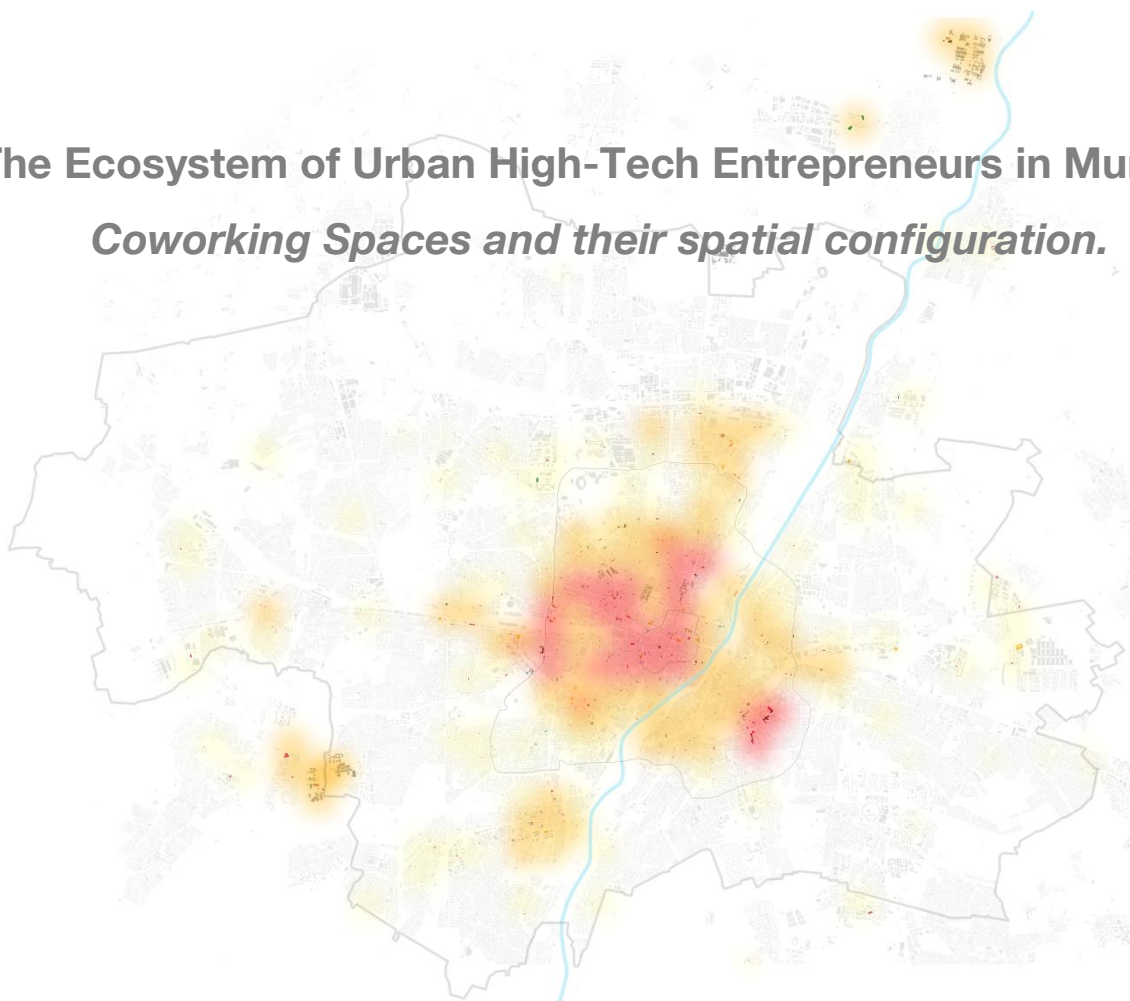 he Ecosystem of Urban High-Tech Entrepreneurs in Mu
Coworking Spaces and their spatial configuration.